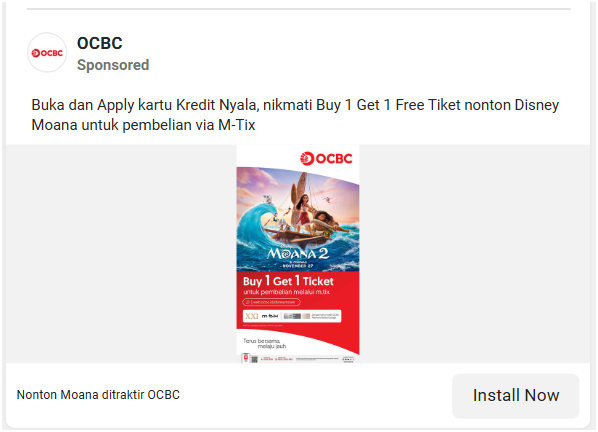 OCBC
OCBC
Sponsored
Buka dan Apply kartu Kredit Nyala, nikmati Buy 1 Get 1 Free Tiket nonton Disney
Moana untuk pembelian via M-Tix
OCBC
MOANA 2
NOVEMBER 27
Buy 1 Get 1 Ticket
untuk pembelian melalui m.tix
XXI m·tix
Terus bersama,
melaju jauh
Nonton Moana ditraktir OCBC
Install Now